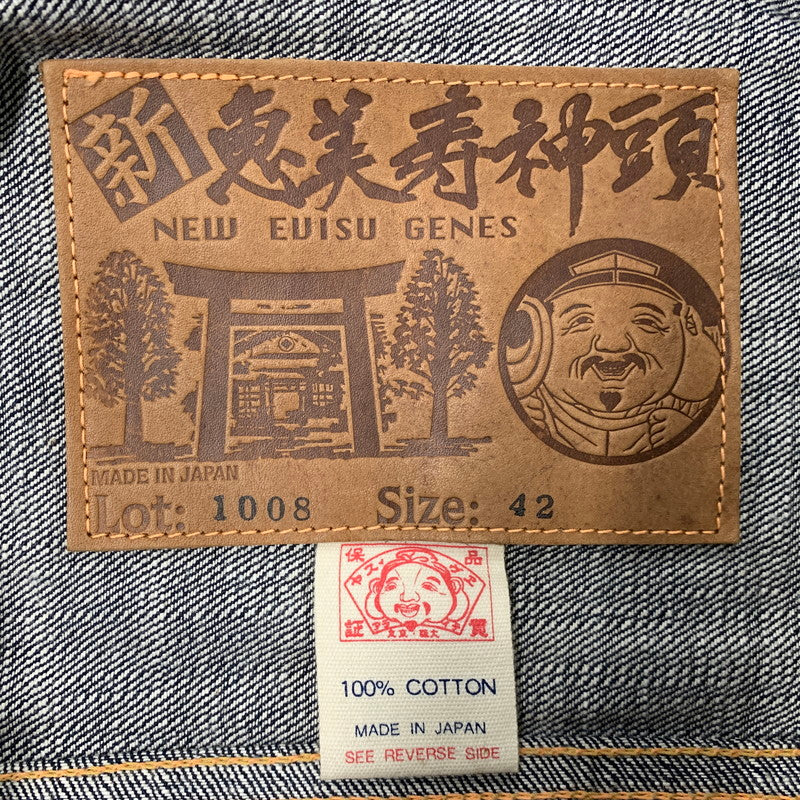 新 恵美寿神頭
NEW EVISU GENES
MADE IN JAPAN
Lot: 1008 Size: 42
保 品
証 質
100% COTTON
MADE IN JAPAN
SEE REVERSE SIDE